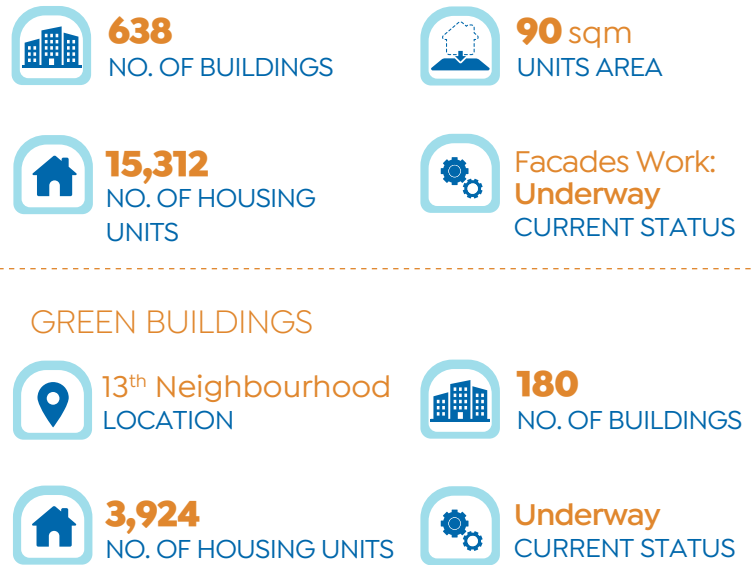 638
NO. OF BUILDINGS
90 sqm
UNITS AREA
15,312
NO. OF HOUSING
UNITS
Facades Work:
Underway
CURRENT STATUS
GREEN BUILDINGS
13th Neighbourhood
LOCATION
180
NO. OF BUILDINGS
3,924
NO. OF HOUSING UNITS
Underway
CURRENT STATUS